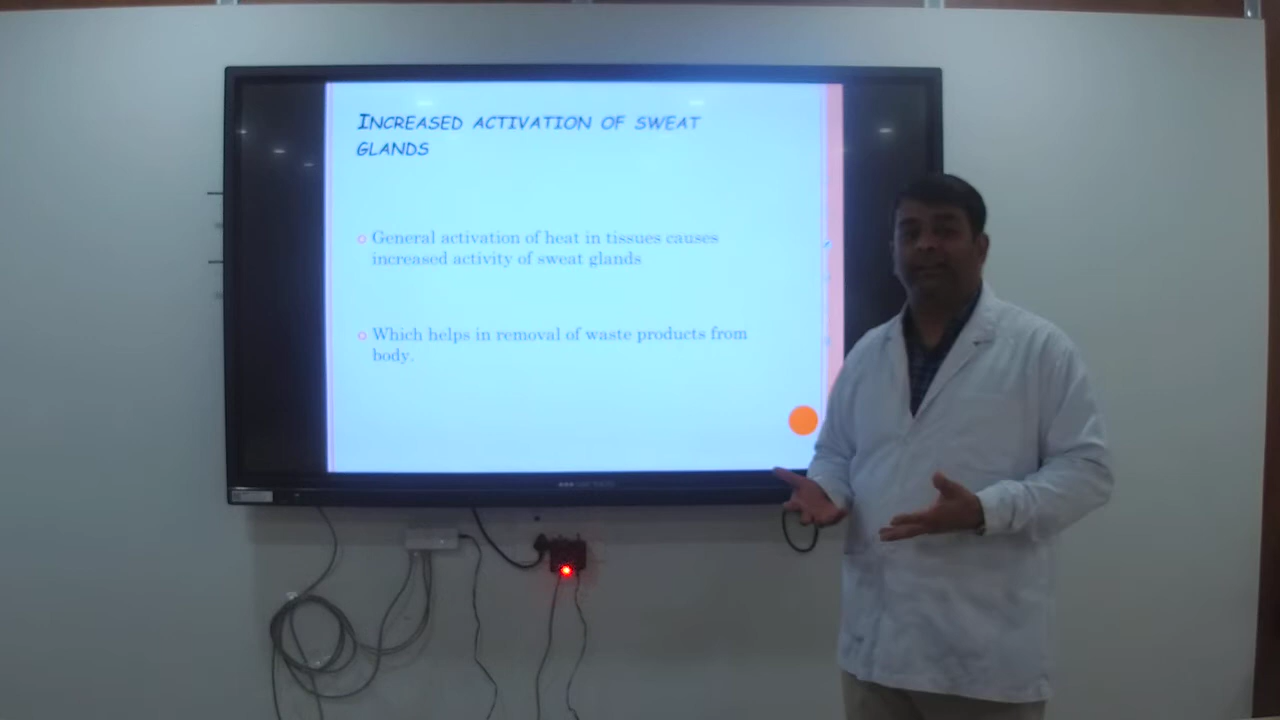 INCREASED ACTIVATION OF SWEAT
GLANDS
General activation of heat in tissues causes
increased activity of sweat glands
Which helps in removal of waste products from
body.